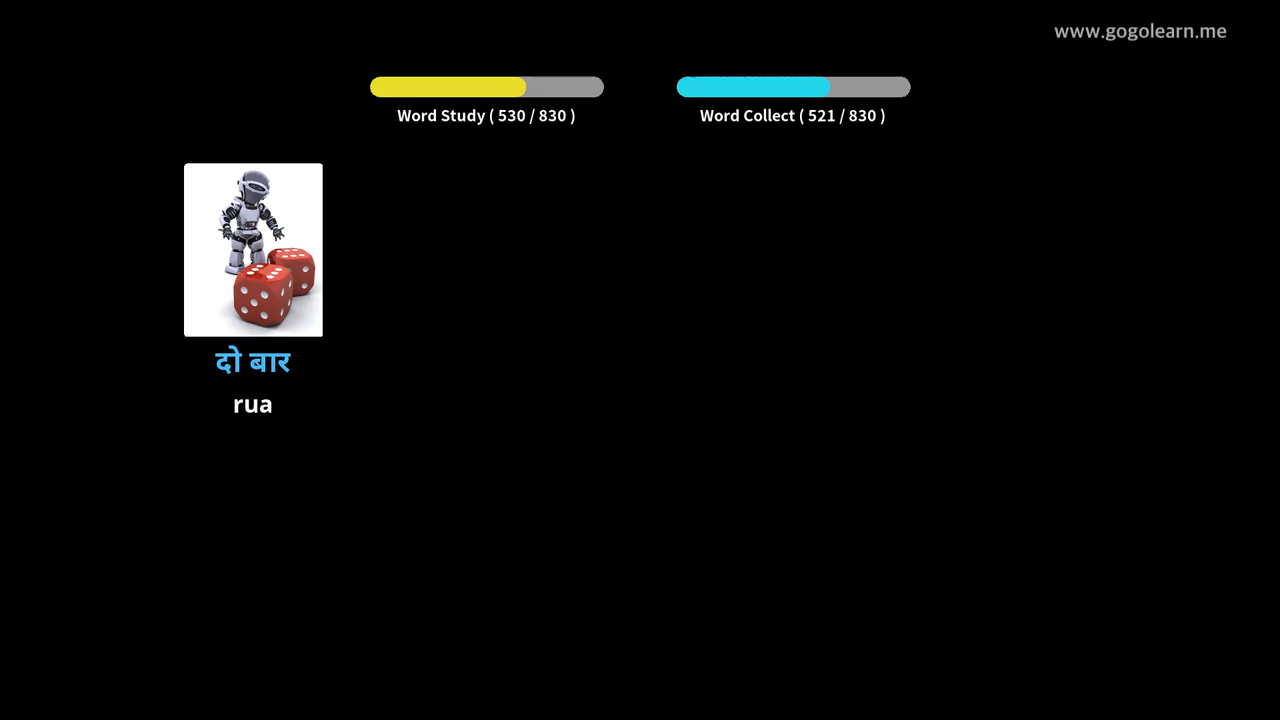 www.gogolearn.me
Word Study ( 530 / 830 )
Word Collect ( 521 / 830 )
दो बार
rua